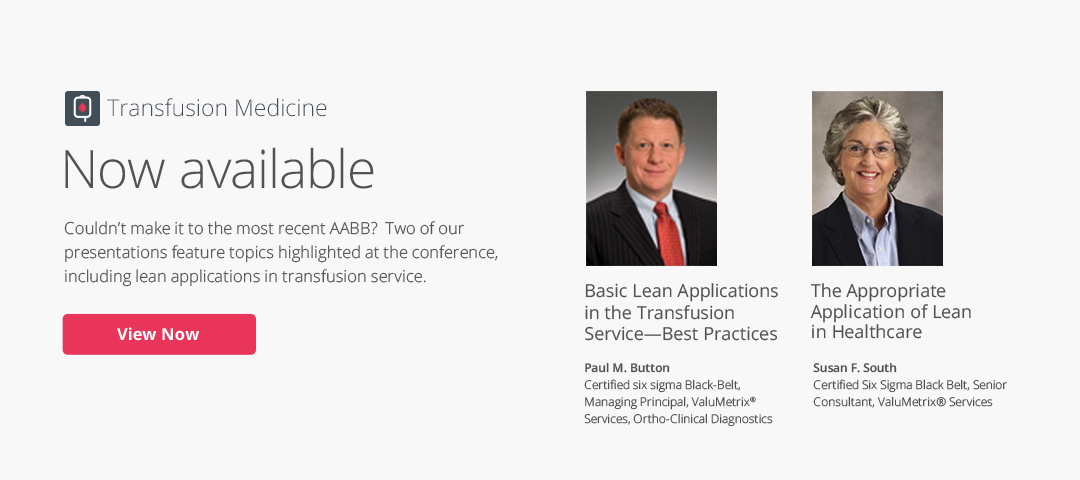 Transfusion Medicine
Now available
Couldn’t make it to the most recent AABB?  Two of our
presentations feature topics highlighted at the conference,
including lean applications in transfusion service.
View Now
Basic Lean Applications
in the Transfusion
Service—Best Practices
Paul M. Button
Certified six sigma Black-Belt,
Managing Principal, ValuMetrix®
Services, Ortho-Clinical Diagnostics
The Appropriate
Application of Lean
in Healthcare
Susan F. South
Certified Six Sigma Black Belt, Senior
Consultant, ValuMetrix® Services